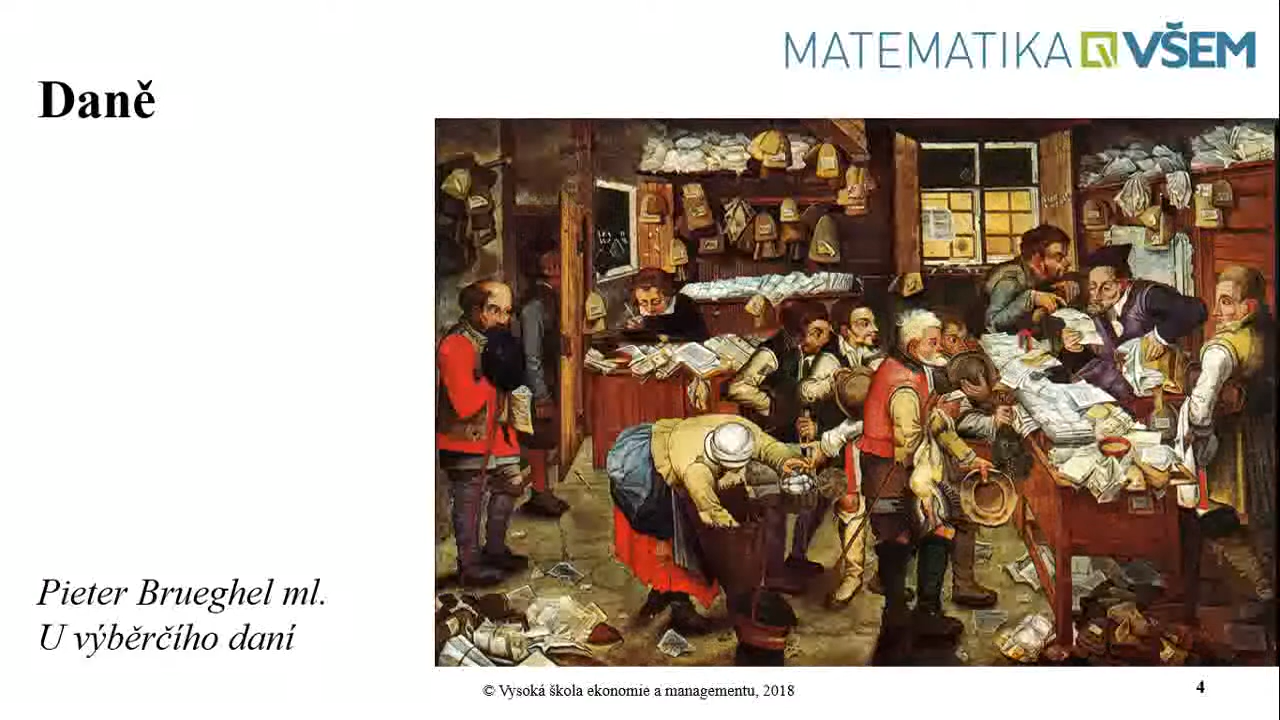 MATEMATIKA VŠEM
Daně
Pieter Brueghel ml.
U výběrčího daní
© Vysoká škola ekonomie a managementu, 2018
4